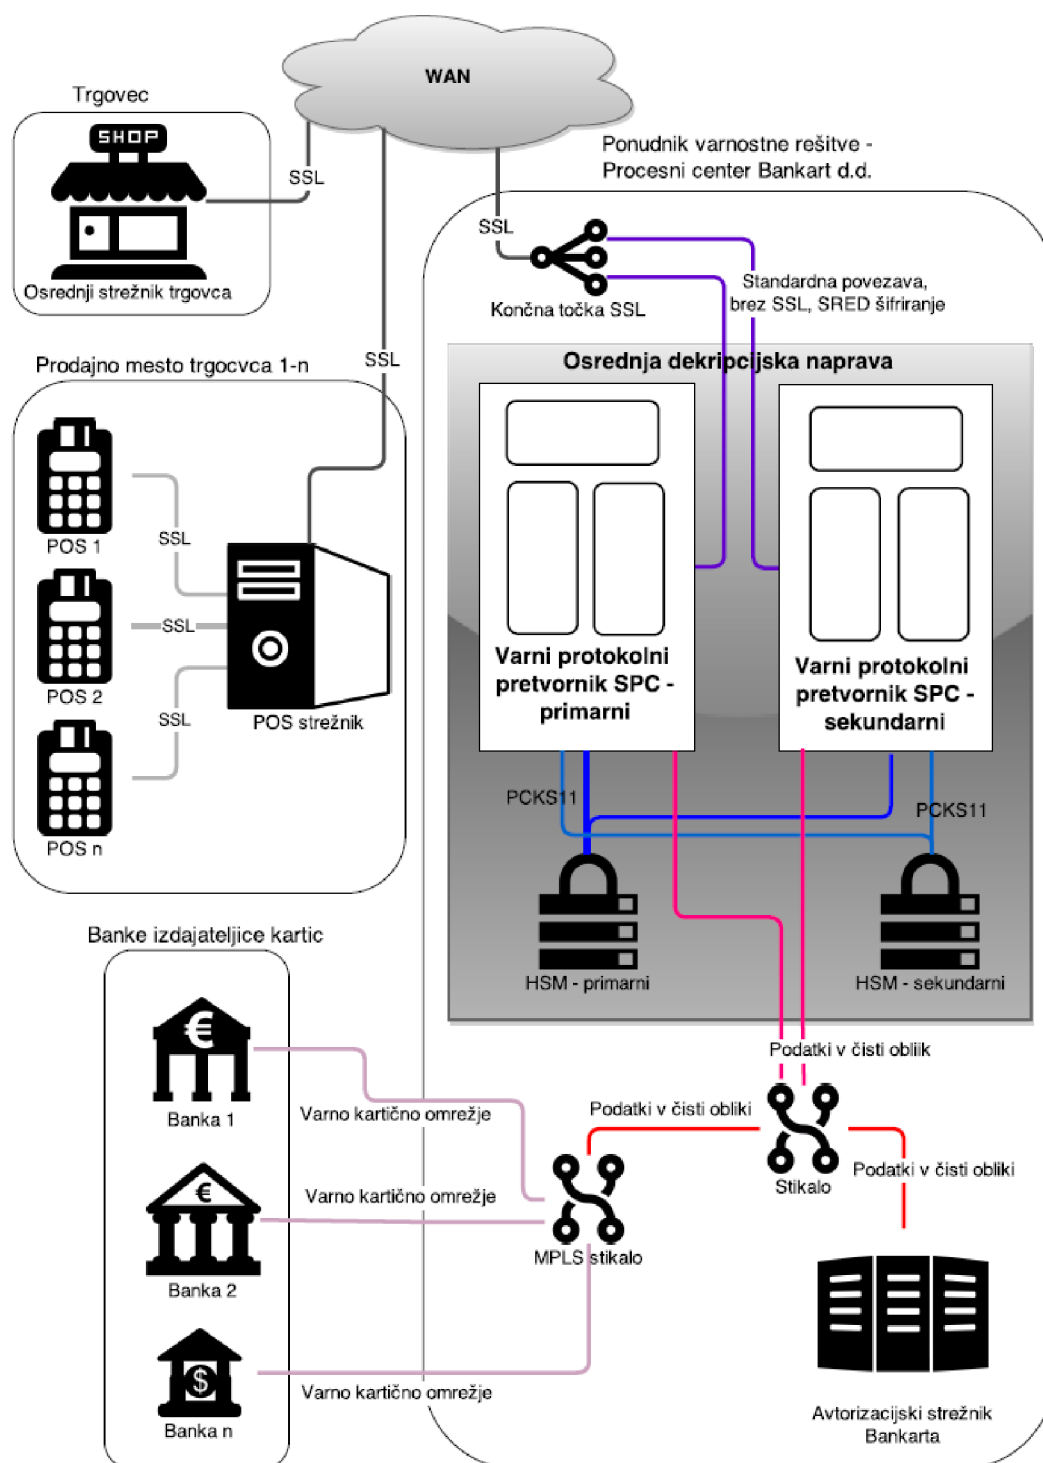 WAN
Trgovec
SHOP
SSL
Osrednji strežnik trgovca
Ponudnik varnostne rešitve -
Procesni center Bankart d.d.
SSL
Končna točka SSL
Standardna povezava,
brez SSL, SRED šifriranje
SSL
Prodajno mesto trgocvca 1-n
POS 1
SSL
POS 2
SSL
POS n
SSL
POS strežnik
Osrednja dekripcijska naprava
Varni protokolni
pretvornik SPC -
primarni
Varni protokolni
pretvornik SPC -
sekundarni
PCKS11
PCKS11
HSM - primarni
HSM - sekundarni
Podatki v čisti obliik
Podatki v čisti obliki
Stikalo
Podatki v čisti obliki
Banke izdajateljice kartic
€
Banka 1
Varno kartično omrežje
€
Banka 2
Varno kartično omrežje
MPLS stikalo
$
Banka n
Varno kartično omrežje
Avtorizacijski strežnik
Bankarta